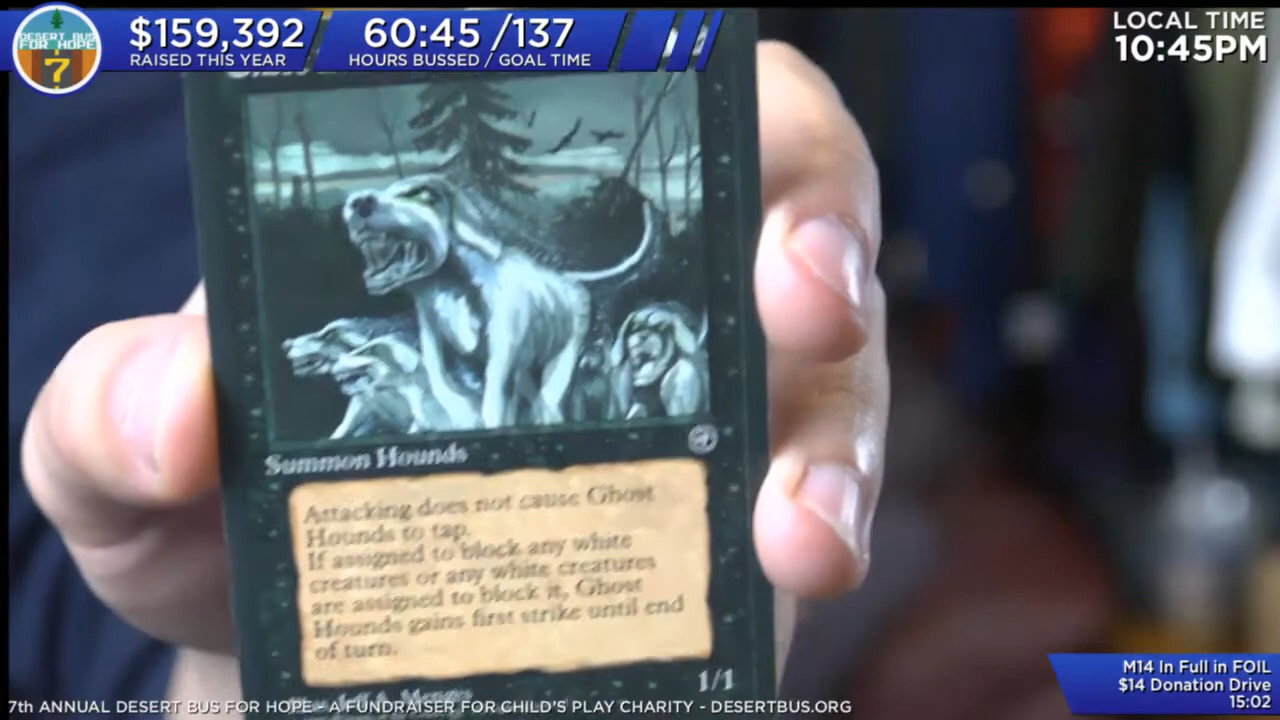 DESERT BUS
FOR HOPE
7
$159,392
RAISED THIS YEAR
60:45 /137
HOURS BUSSED / GOAL TIME
LOCAL TIME
10:45PM
Summon Hounds
Attacking does not cause Ghost
Hounds to tap.
If assigned to block any white
creatures or any white creatures
are assigned to block it, Ghost
Hounds gains first strike until end
of turn.
1/1
Jeff A. Menges
M14 In Full in FOIL
$14 Donation Drive
15:02
7th ANNUAL DESERT BUS FOR HOPE - A FUNDRAISER FOR CHILD'S PLAY CHARITY - DESERTBUS.ORG